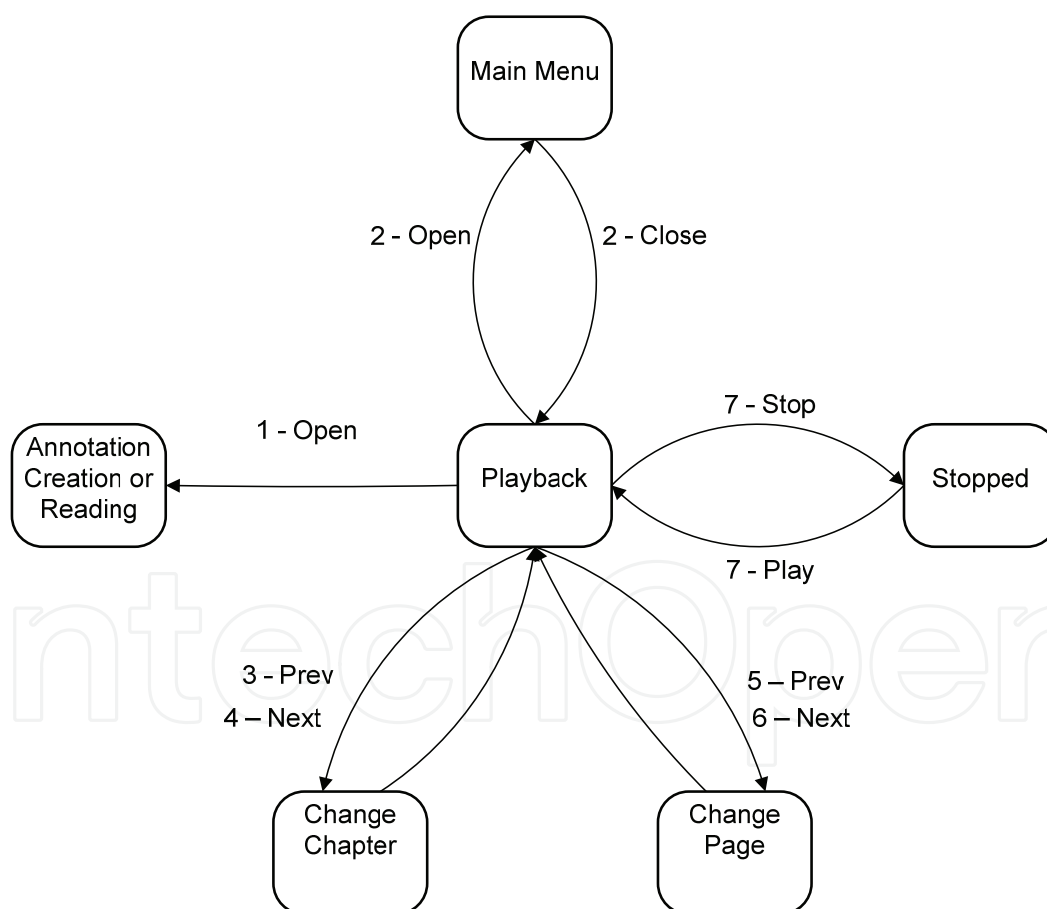 Main Menu
2 - Open
2 - Close
7 - Stop
1 - Open
Annotation
Creation or
Reading
Playback
Stopped
7 - Play
3 - Prev
4 – Next
5 – Prev
6 – Next
Change
Chapter
Change
Page
ntechOpen